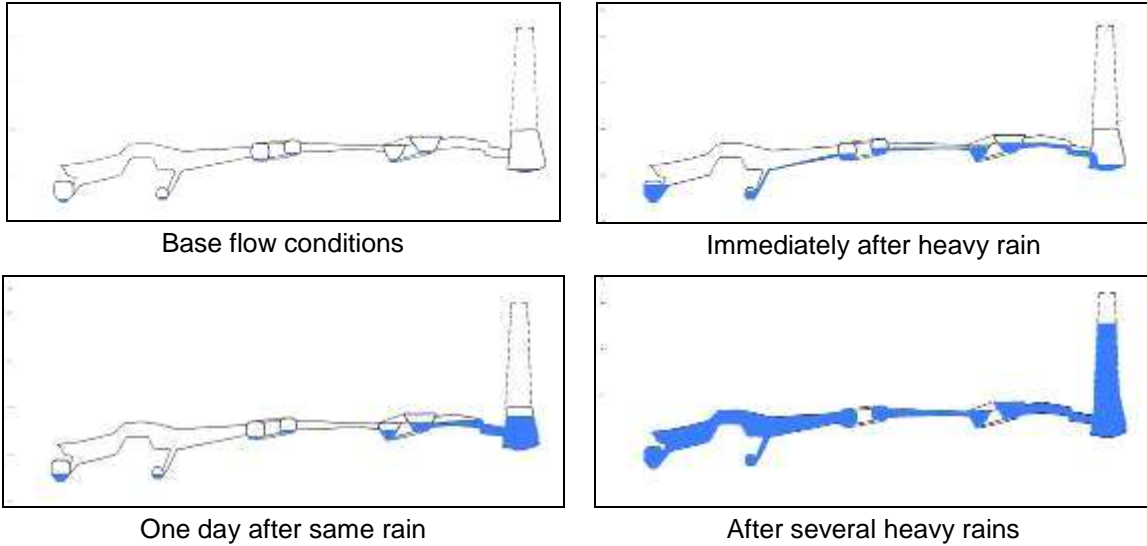 Base flow conditions
Immediately after heavy rain
One day after same rain
After several heavy rains